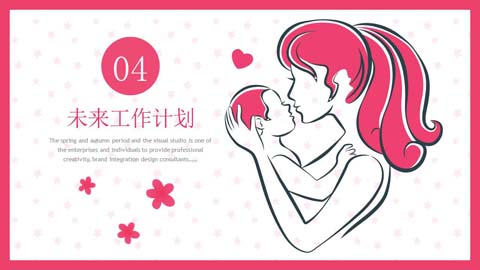 04
未来工作计划
The spring and autumn period and the visual studio is one of
the enterprises and individuals to provide professional
creativity, brand integration design consultants.....